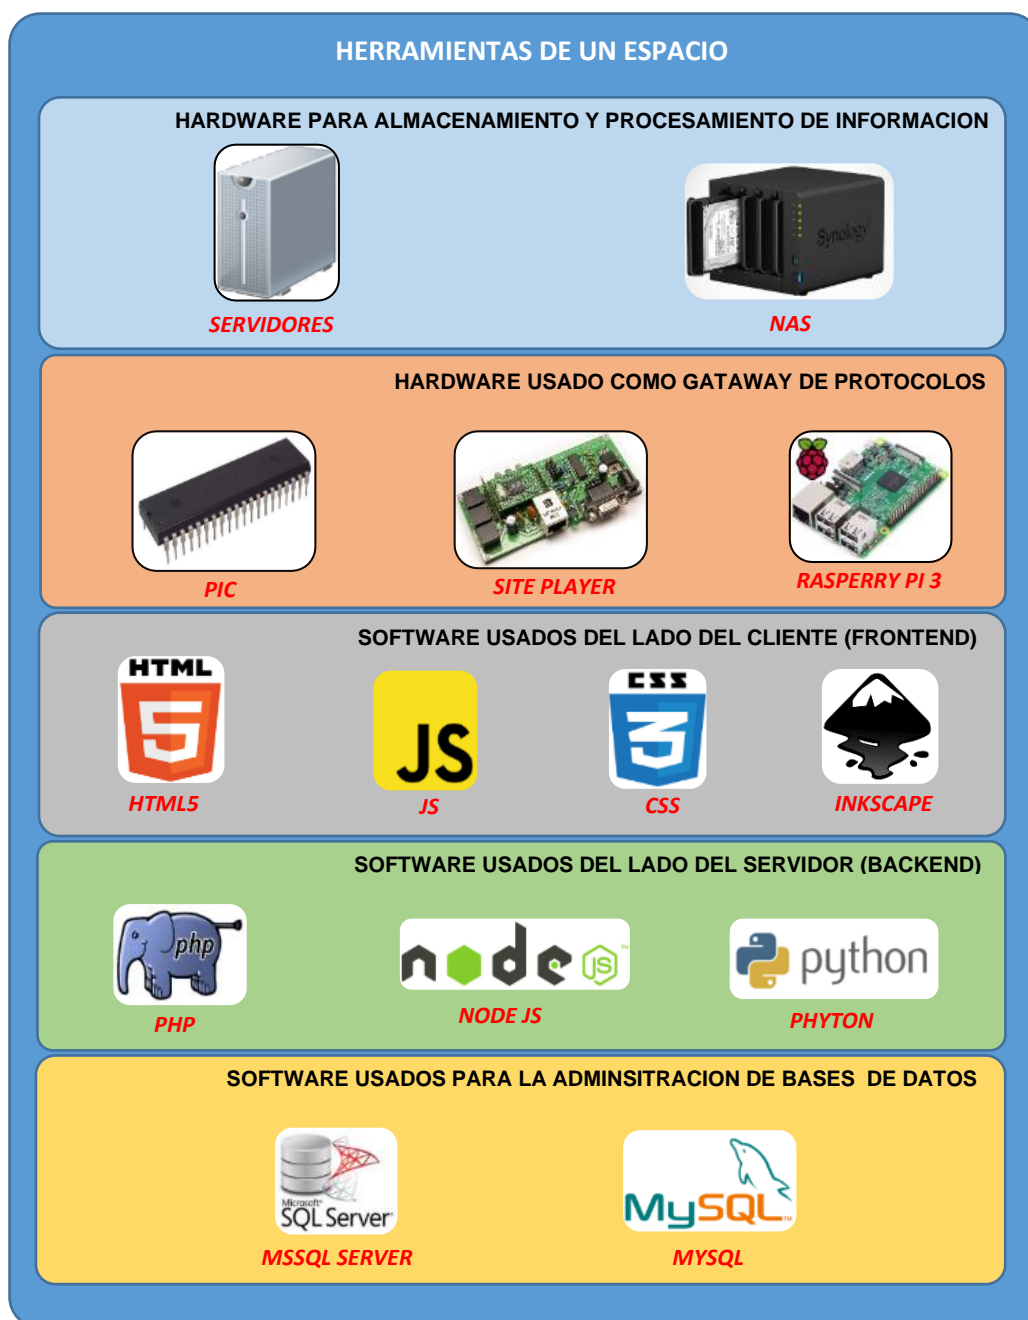 HERRAMIENTAS DE UN ESPACIO
HARDWARE PARA ALMACENAMIENTO Y PROCESAMIENTO DE INFORMACION
Synology
SERVIDORES
NAS
HARDWARE USADO COMO GATAWAY DE PROTOCOLOS
PIC
SITE PLAYER
RASPERRY PI 3
SOFTWARE USADOS DEL LADO DEL CLIENTE (FRONTEND)
HTML
5
JS
CSS
3
HTML5
JS
CSS
INKSCAPE
SOFTWARE USADOS DEL LADO DEL SERVIDOR (BACKEND)
php
node JS
TM
python
PHP
NODE JS
PHYTON
SOFTWARE USADOS PARA LA ADMINSITRACION DE BASES DE DATOS
Microsoft
SQL Server
MySQL
TM
MSSQL SERVER
MYSQL